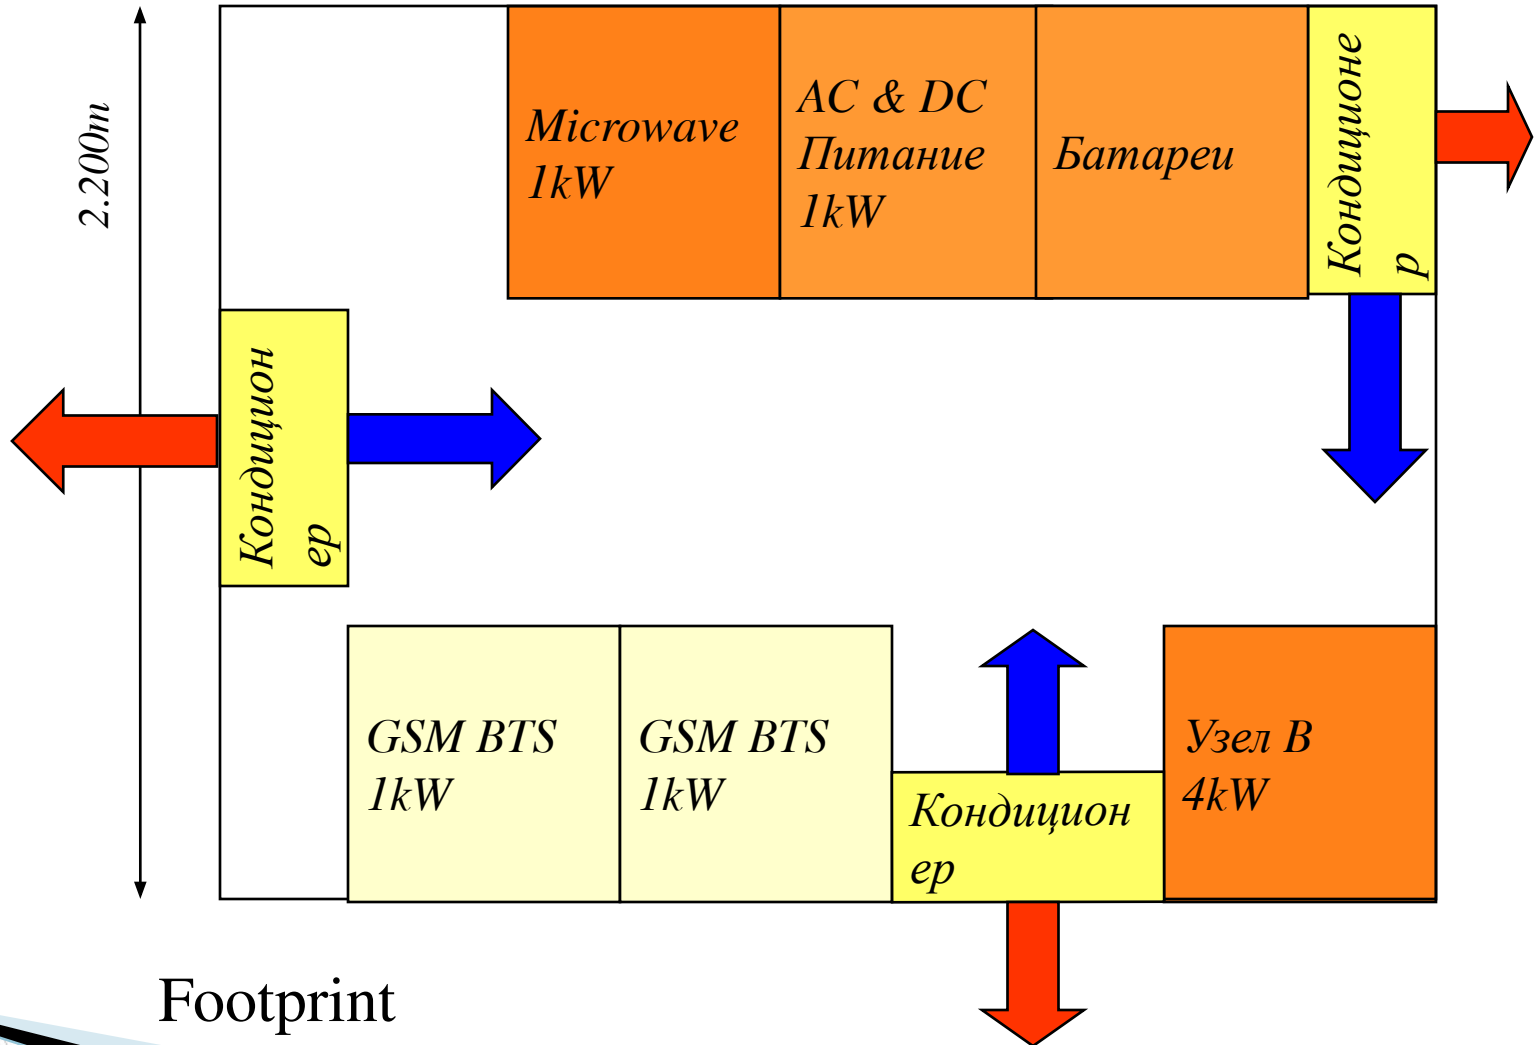 2.200m
Microwave
1kW
AC & DC
Питание
1kW
Батареи
Кондиционе
р
Кондицион
ер
GSM BTS
1kW
GSM BTS
1kW
Кондицион
ер
Узел B
4kW
Footprint